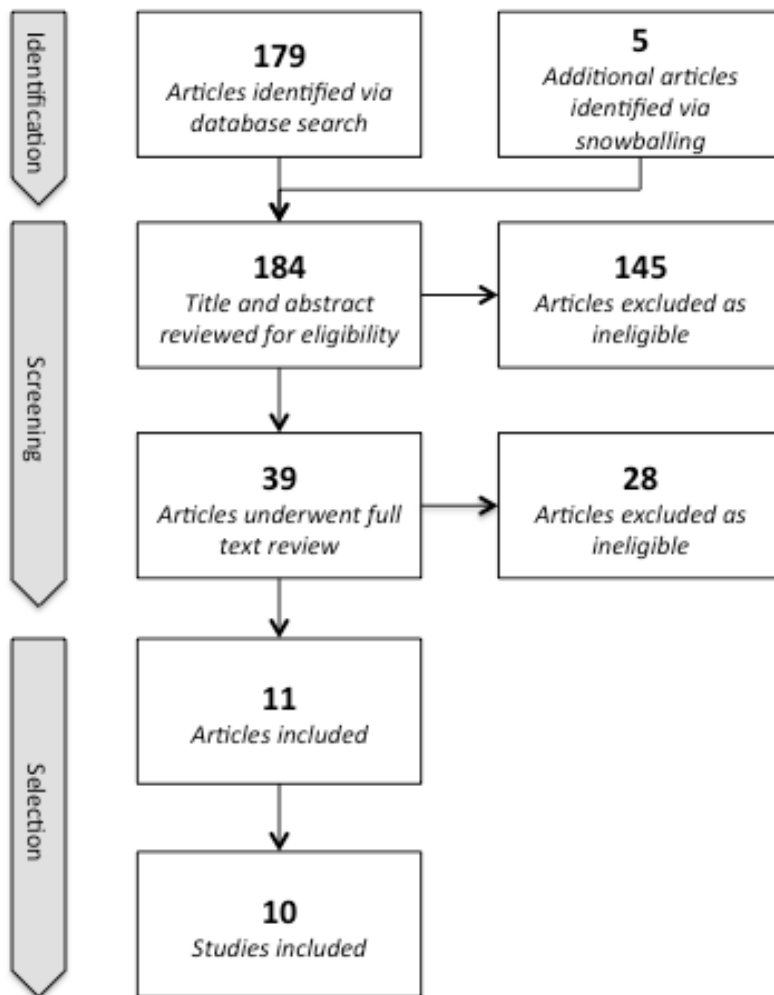 Identification
179
Articles identified via
database search
5
Additional articles
identified via
snowballing
Screening
184
Title and abstract
reviewed for eligibility
145
Articles excluded as
ineligible
39
Articles underwent full
text review
28
Articles excluded as
ineligible
Selection
11
Articles included
10
Studies included